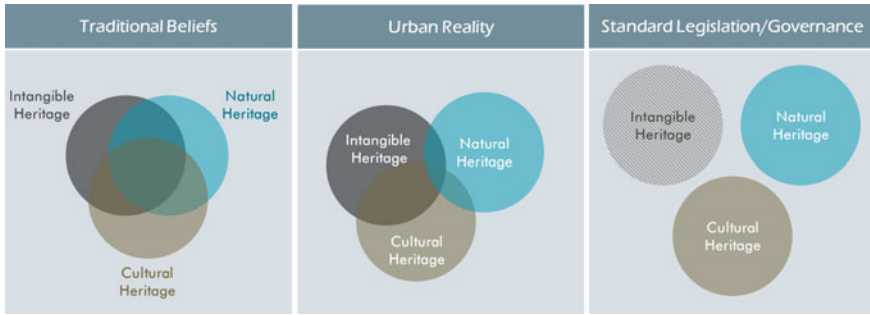 Traditional Beliefs
Intangible
Heritage
Natural
Heritage
Cultural
Heritage
Urban Reality
Intangible
Heritage
Natural
Heritage
Cultural
Heritage
Standard Legislation/Governance
Intangible
Heritage
Natural
Heritage
Cultural
Heritage